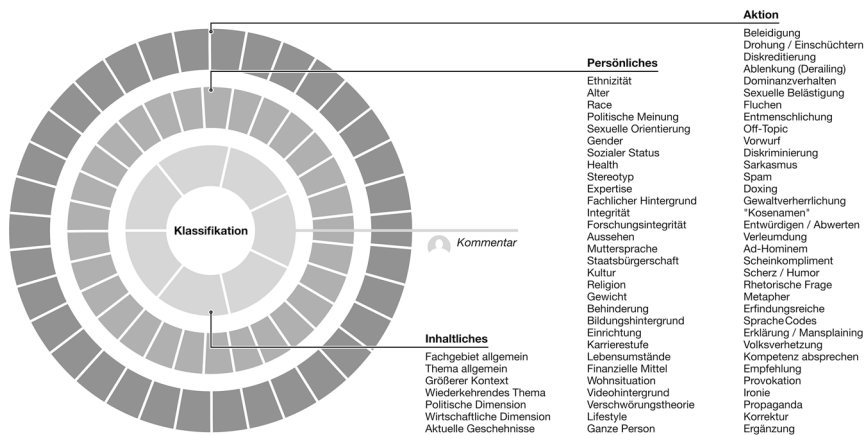 Klassifikation
Kommentar
Inhaltliches
Fachgebiet allgemein
Thema allgemein
Größerer Kontext
Wiederkehrendes Thema
Politische Dimension
Wirtschaftliche Dimension
Aktuelle Geschehnisse
Persönliches
Ethnizität
Alter
Race
Politische Meinung
Sexuelle Orientierung
Gender
Sozialer Status
Health
Stereotyp
Expertise
Fachlicher Hintergrund
Integrität
Forschungsintegrität
Aussehen
Muttersprache
Staatsbürgerschaft
Kultur
Religion
Gewicht
Behinderung
Bildungshintergrund
Einrichtung
Karrierestufe
Lebensumstände
Finanzielle Mittel
Wohnsituation
Videohintergrund
Verschwörungstheorie
Lifestyle
Ganze Person
Aktion
Beleidigung
Drohung / Einschüchtern
Diskreditierung
Ablenkung (Derailing)
Dominanzverhalten
Sexuelle Belästigung
Fluchen
Entmenschlichung
Off-Topic
Vorwurf
Diskriminierung
Sarkasmus
Spam
Doxing
Gewaltverherrlichung
"Kosenamen"
Entwürdigen / Abwerten
Verleumdung
Ad-Hominem
Scheinkompliment
Scherz / Humor
Rhetorische Frage
Metapher
Erfindungsreiche
Sprache Codes
Erklärung / Mansplaining
Volksverhetzung
Kompetenz absprechen
Empfehlung
Provokation
Ironie
Propaganda
Korrektur
Ergänzung